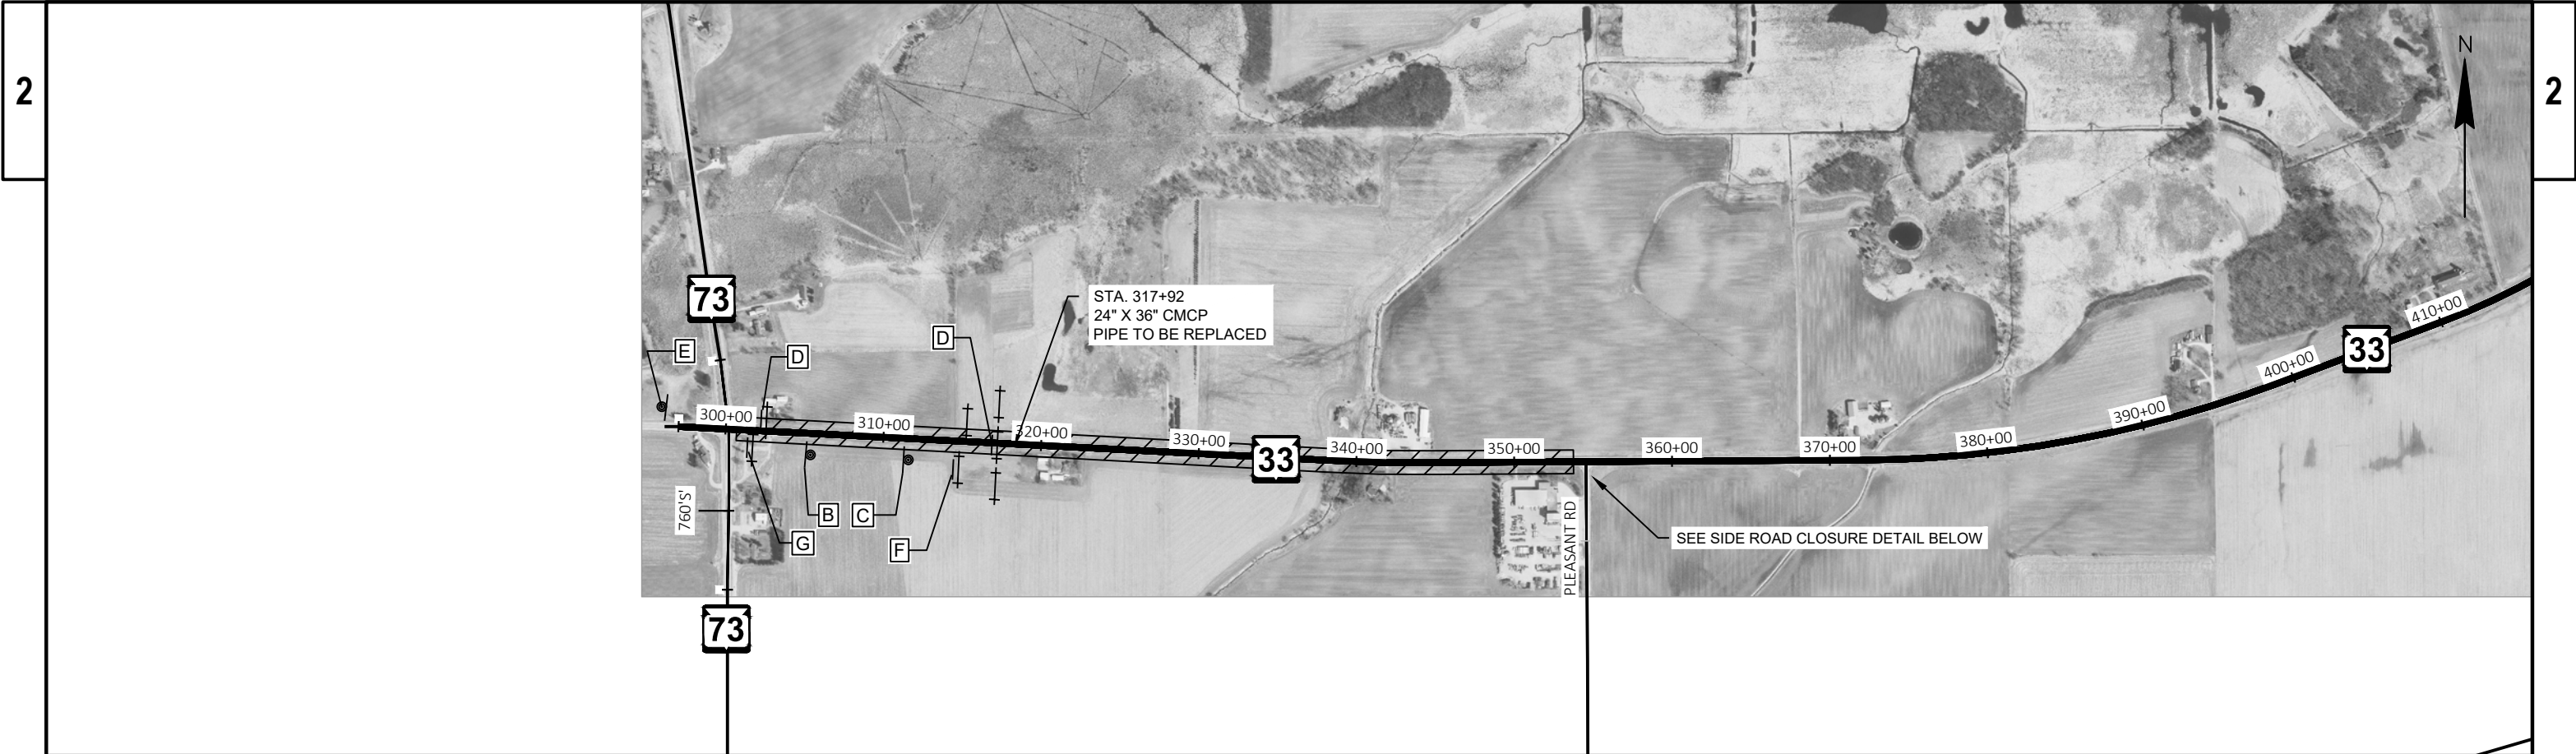 2
2
N
73
STA. 317+92
24" X 36" CMCP
PIPE TO BE REPLACED
D
E
D
33
410+00
400+00
390+00
380+00
370+00
360+00
350+00
340+00
33
330+00
320+00
310+00
300+00
760'S'
B
C
G
F
PLEASANT RD
SEE SIDE ROAD CLOSURE DETAIL BELOW
73